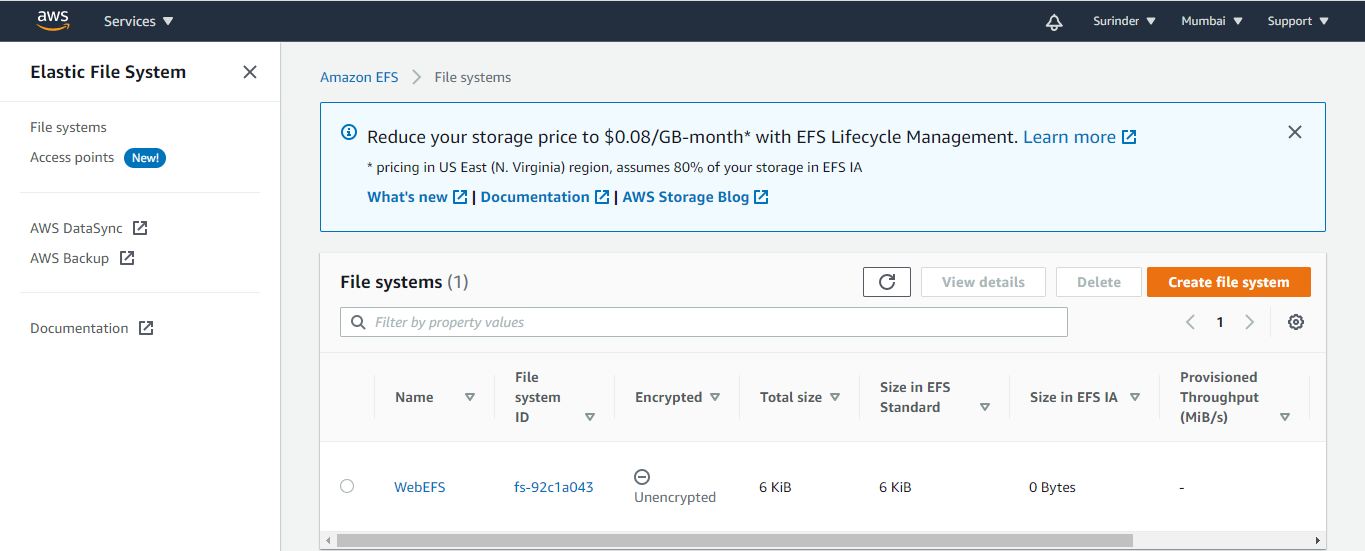 aws Services Surinder Mumbai Support
Elastic File System
File systems
Access points New!
AWS DataSync
AWS Backup
Documentation
Amazon EFS File systems
Reduce your storage price to $0.08/GB-month* with EFS Lifecycle Management. Learn more
* pricing in US East (N. Virginia) region, assumes 80% of your storage in EFS IA
What's new | Documentation | AWS Storage Blog
File systems (1) View details Delete Create file system
Filter by property values 1
Name
File
system
ID
Encrypted
Total size
Size in EFS
Standard
Size in EFS IA
Provisioned
Throughput
(MiB/s)
WebEFS fs-92c1a043 Unencrypted 6 KiB 6 KiB 0 Bytes -